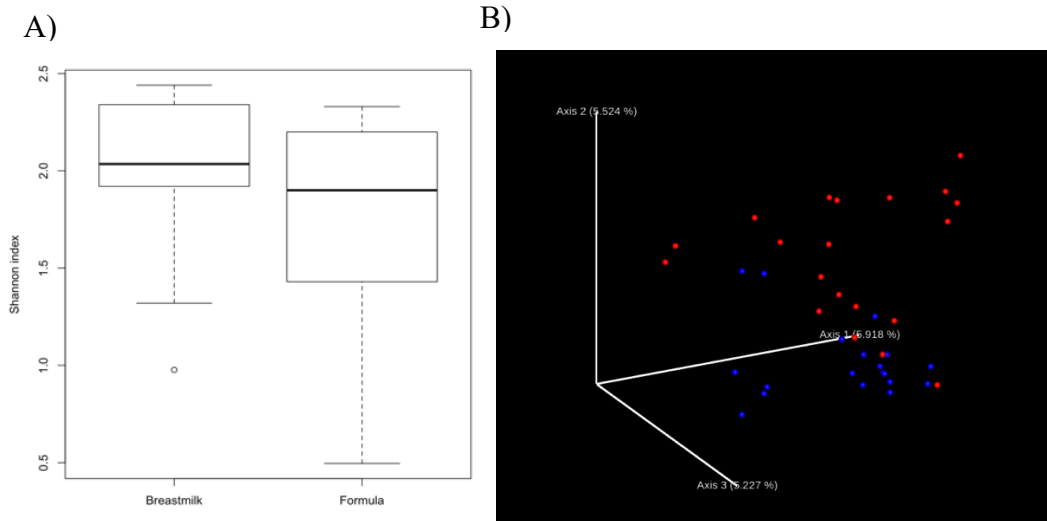 A)
B)
2.5
2.0
1.5
1.0
0.5
Shannon index
Breastmilk
Formula
Axis 2 (5.524 %)
Axis 1 (5.918 %)
Axis 3 (5.227 %)